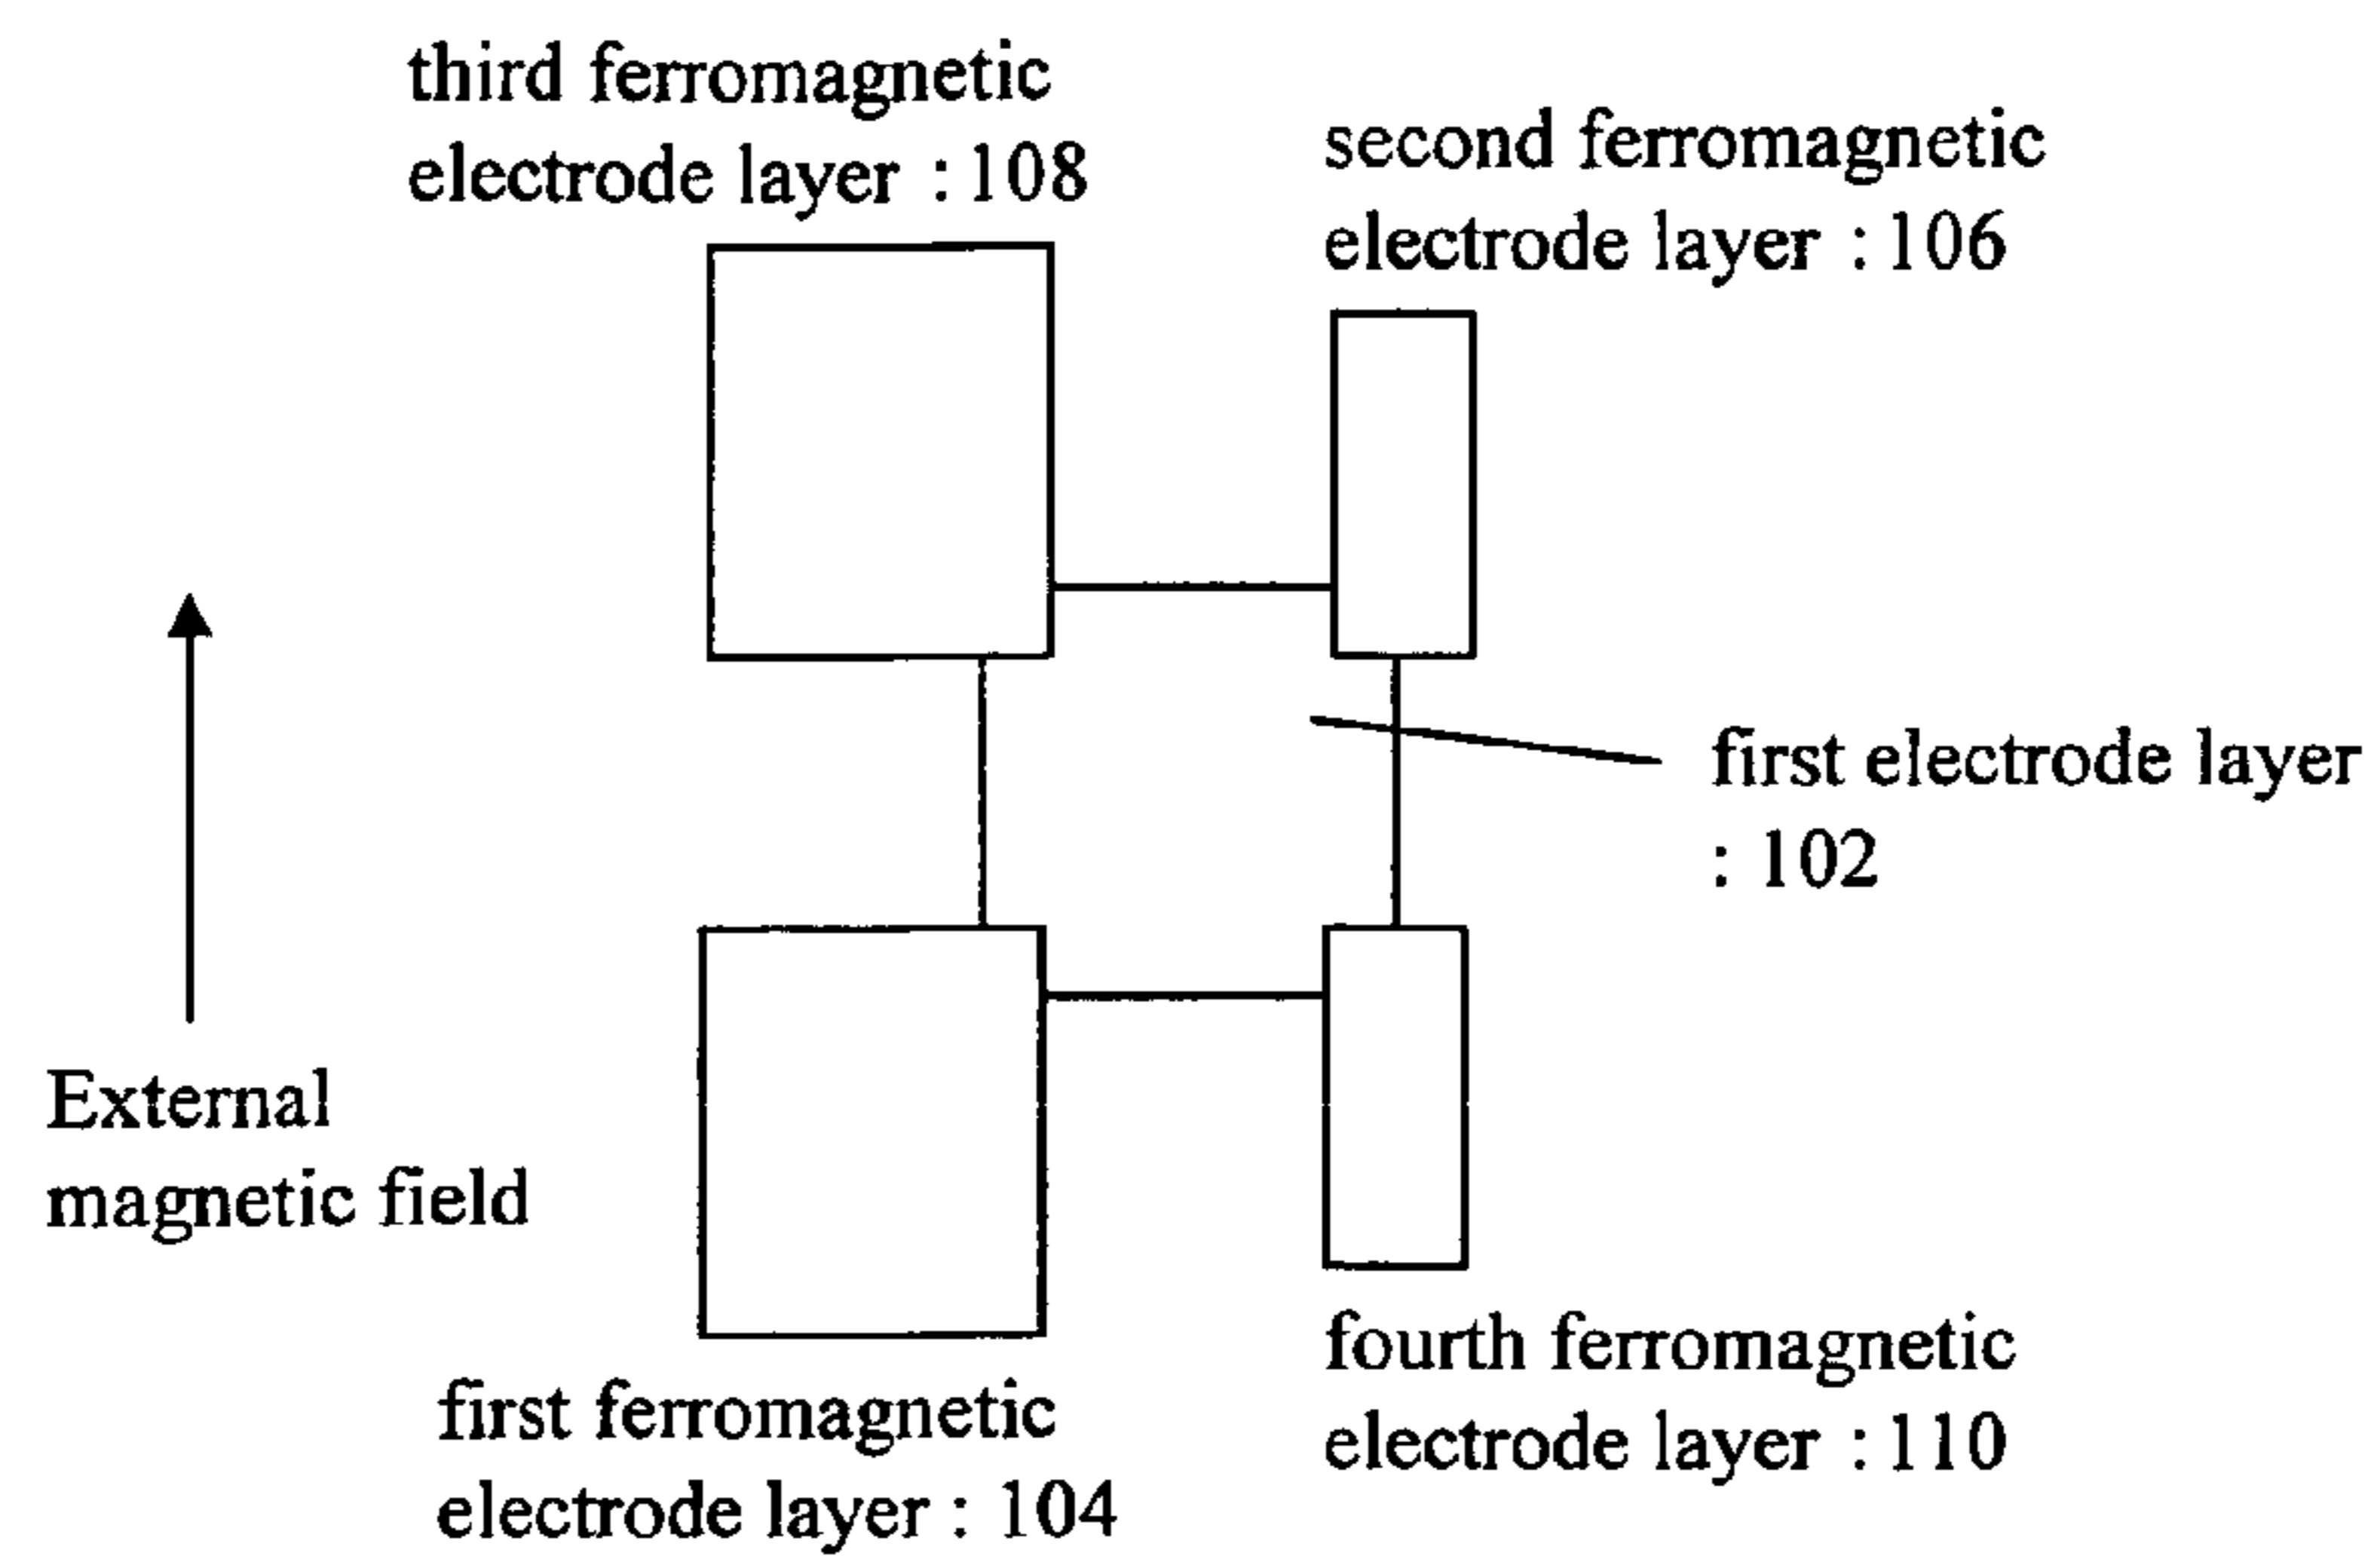 third ferromagnetic
electrode layer : 108
second ferromagnetic
electrode layer : 106
first electrode layer
: 102
External
magnetic field
fourth ferromagnetic
electrode layer : 110
first ferromagnetic
electrode layer : 104